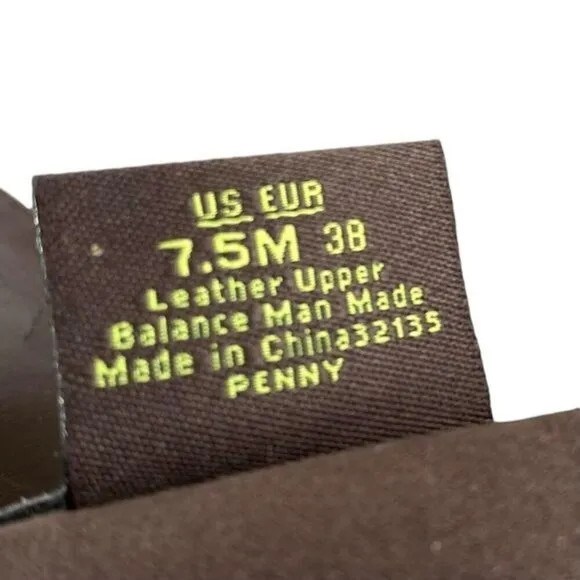 US EUR
7.5M 38
Leather Upper
Balance Man Made
Made in China32135
PENNY